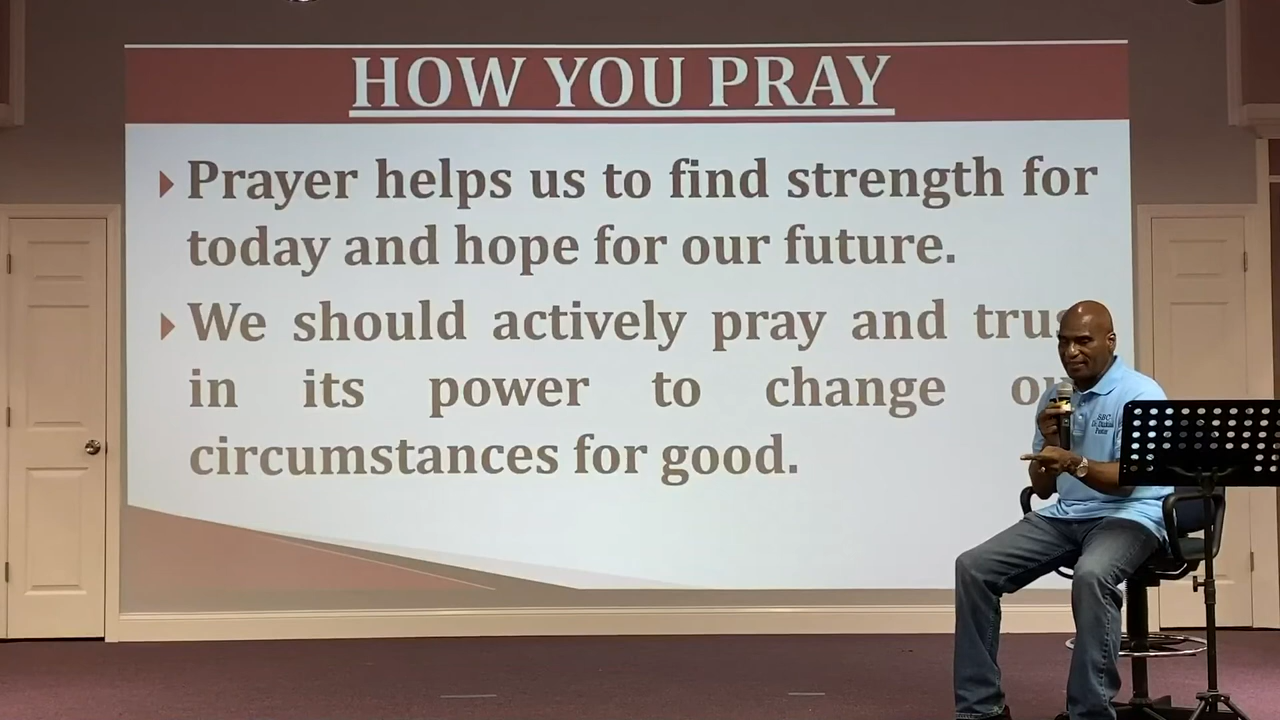 HOW YOU PRAY
Prayer helps us to find strength for
today and hope for our future.
We should actively pray and trus
in its power to change ou
circumstances for good.
SBC
Pastor